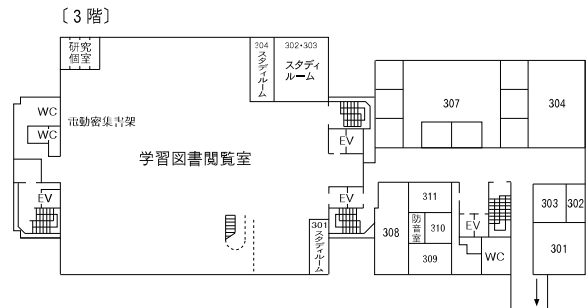 〔3階〕
研究
個室
304
スタディルーム
302・303
スタディ
ルーム
WC
電動密集書架
WC
学習図書閲覧室
EV
EV
EV
301
スタディルーム
307
304
308
311
防音室
310
309
EV
WC
303
302
301